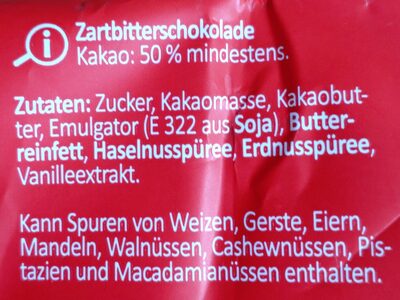 Zartbitterschokolade
Kakao: 50 % mindestens.
Zutaten: Zucker, Kakaomasse, Kakaobut-
ter, Emulgator (E 322 aus Soja), Butter-
reinfett, Haselnusspüree, Erdnusspüree,
Vanilleextrakt.
Kann Spuren von Weizen, Gerste, Eiern,
Mandeln, Walnüssen, Cashewnüssen, Pis-
tazien und Macadamianüssen enthalten.